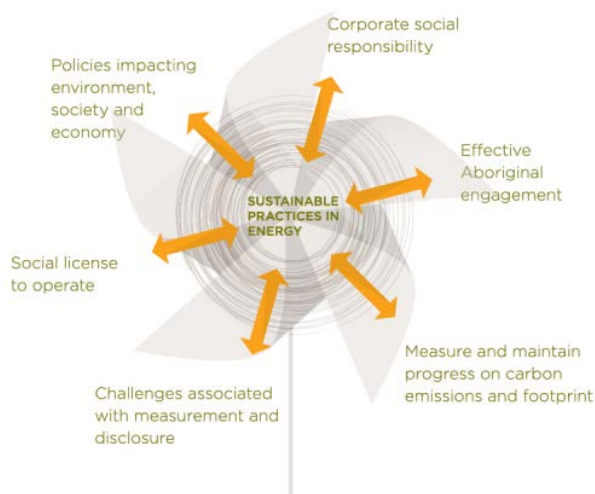 Corporate social
responsibility
Policies impacting
environment,
society and
economy
Effective
Aboriginal
engagement
SUSTAINABLE
PRACTICES IN
ENERGY
Social license
to operate
Measure and maintain
progress on carbon
emissions and footprint
Challenges associated
with measurement and
disclosure